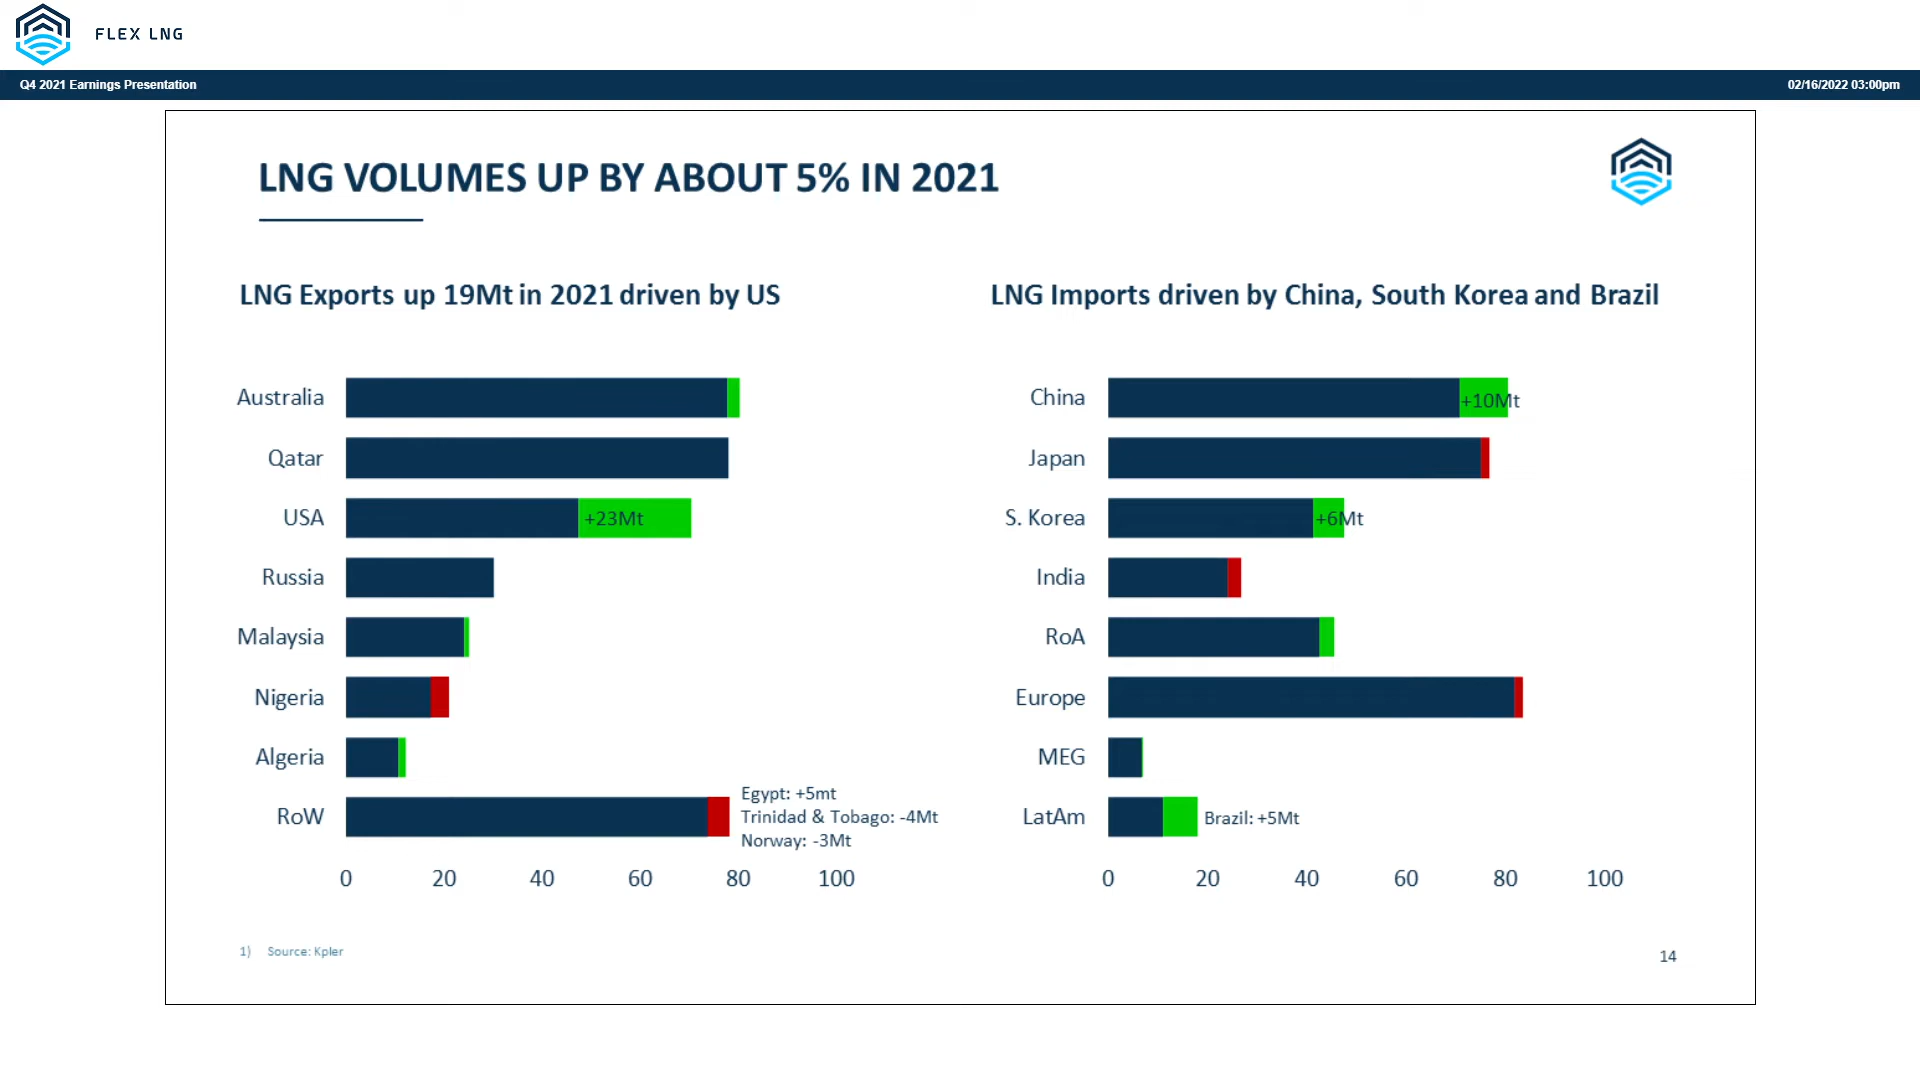 FLEX LNG
Q4 2021 Earnings Presentation
02/16/2022 03:00pm
LNG VOLUMES UP BY ABOUT 5% IN 2021
LNG Exports up 19Mt in 2021 driven by US
Australia
Qatar
USA
+23Mt
Russia
Malaysia
Nigeria
Algeria
RoW
Egypt: +5mt
Trinidad & Tobago: -4Mt
Norway: -3Mt
0 20 40 60 80 100
LNG Imports driven by China, South Korea and Brazil
China
+10Mt
Japan
S. Korea
+6Mt
India
RoA
Europe
MEG
LatAm
Brazil: +5Mt
0 20 40 60 80 100
1) Source: Kpler
14